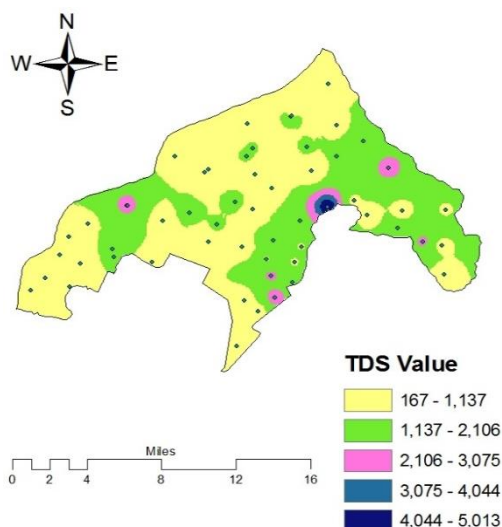 N
W E
S
TDS Value
167 - 1,137
1,137 - 2,106
2,106 - 3,075
3,075 - 4,044
4,044 - 5,013
Miles
0 2 4 8 12 16